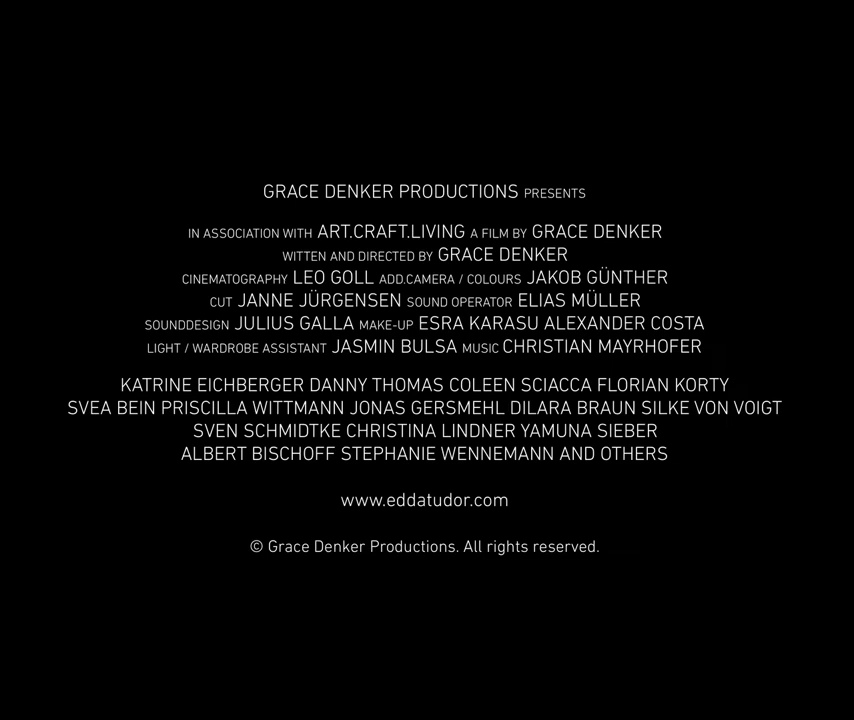 GRACE DENKER PRODUCTIONS PRESENTS
IN ASSOCIATION WITH ART.CRAFT.LIVING A FILM BY GRACE DENKER
WITTEN AND DIRECTED BY GRACE DENKER
CINEMATOGRAPHY LEO GOLL ADD.CAMERA / COLOURS JAKOB GÜNTHER
CUT JANNE JÜRGENSEN SOUND OPERATOR ELIAS MÜLLER
SOUNDDESIGN JULIUS GALLA MAKE-UP ESRA KARASU ALEXANDER COSTA
LIGHT / WARDROBE ASSISTANT JASMIN BULSA MUSIC CHRISTIAN MAYRHOFER
KATRINE EICHBERGER DANNY THOMAS COLEEN SCIACCA FLORIAN KORTY
SVEA BEIN PRISCILLA WITTMANN JONAS GERSMEHL DILARA BRAUN SILKE VON VOIGT
SVEN SCHMIDTKE CHRISTINA LINDNER YAMUNA SIEBER
ALBERT BISCHOFF STEPHANIE WENNEMANN AND OTHERS
www.eddatudor.com
© Grace Denker Productions. All rights reserved.